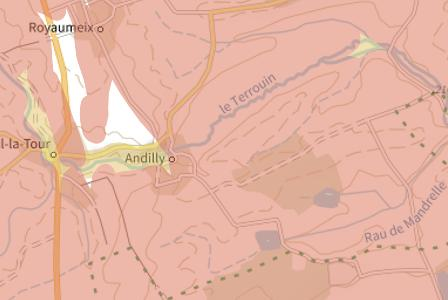 Royaumeix
le Terrouin
l-la-Tour
Andilly
Rau de Mandrelle